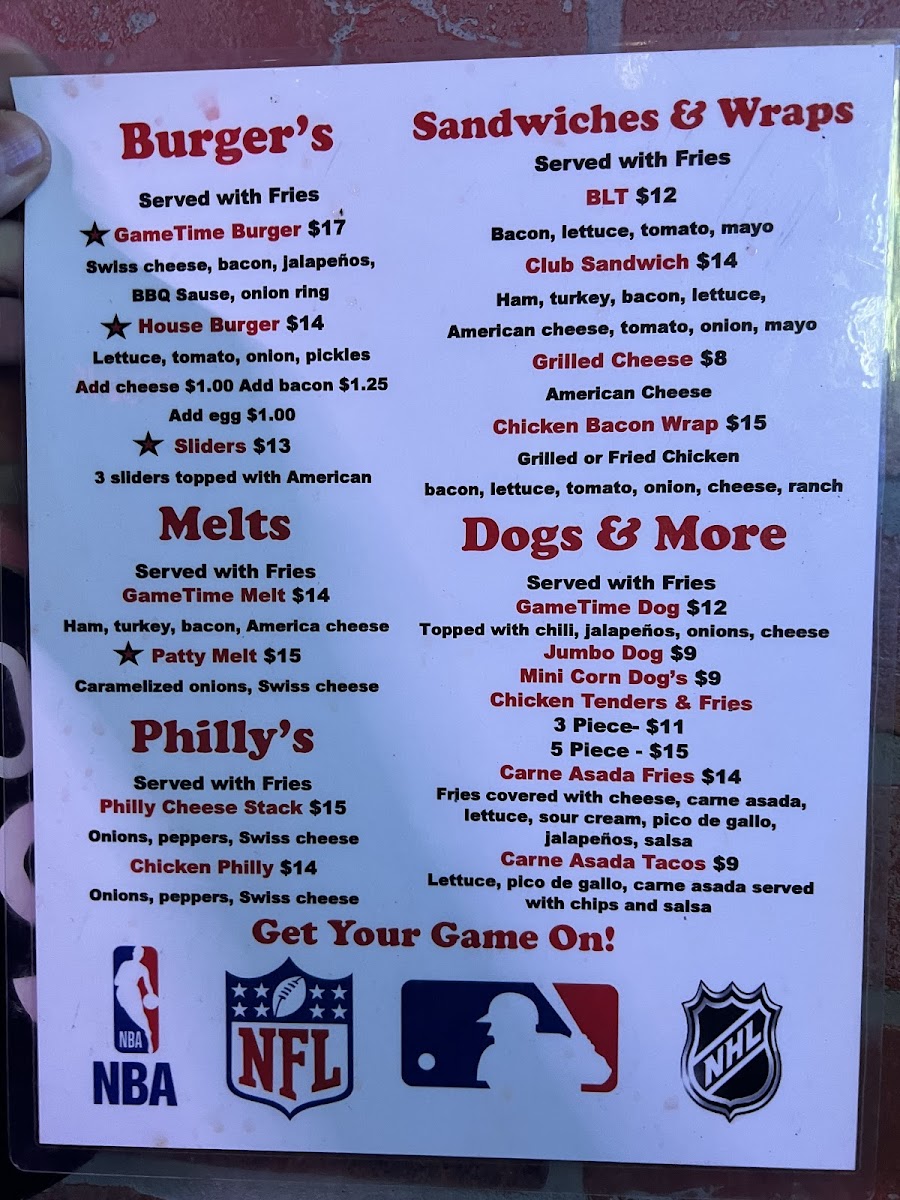 Burger's
Served with Fries
GameTime Burger $17
Swiss cheese, bacon, jalapeños,
BBQ Sause, onion ring
House Burger $14
Lettuce, tomato, onion, pickles
Add cheese $1.00 Add bacon $1.25
Add egg $1.00
Sliders $13
3 sliders topped with American
Melts
Served with Fries
GameTime Melt $14
Ham, turkey, bacon, America cheese
Patty Melt $15
Caramelized onions, Swiss cheese
Philly's
Served with Fries
Philly Cheese Stack $15
Onions, peppers, Swiss cheese
Chicken Philly $14
Onions, peppers, Swiss cheese
Sandwiches & Wraps
Served with Fries
BLT $12
Bacon, lettuce, tomato, mayo
Club Sandwich $14
Ham, turkey, bacon, lettuce,
American cheese, tomato, onion, mayo
Grilled Cheese $8
American Cheese
Chicken Bacon Wrap $15
Grilled or Fried Chicken
bacon, lettuce, tomato, onion, cheese, ranch
Dogs & More
Served with Fries
GameTime Dog $12
Topped with chili, jalapeños, onions, cheese
Jumbo Dog $9
Mini Corn Dog's $9
Chicken Tenders & Fries
3 Piece- $11
5 Piece - $15
Carne Asada Fries $14
Fries covered with cheese, carne asada,
lettuce, sour cream, pico de gallo,
jalapeños, salsa
Carne Asada Tacos $9
Lettuce, pico de gallo, carne asada served
with chips and salsa
Get Your Game On!
NBA
NBA
NFL
NHL